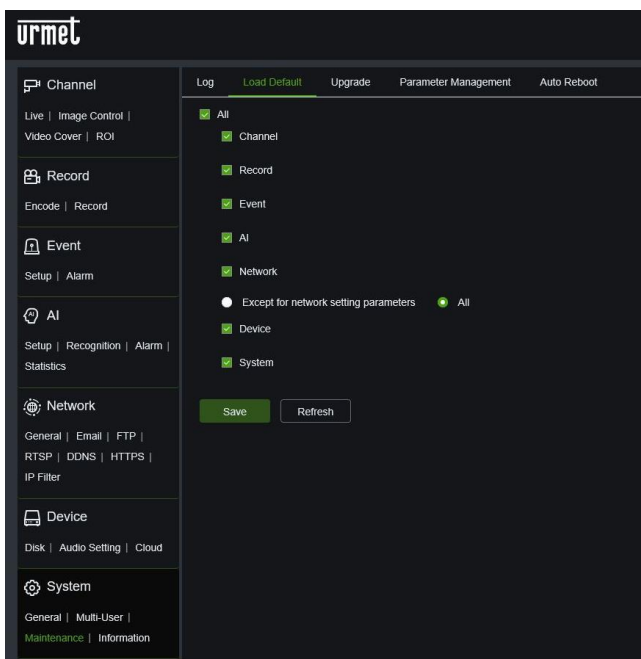 urmet
Channel
Live | Image Control |
Video Cover | ROI
Record
Encode | Record
Event
Setup | Alarm
AI
Setup | Recognition | Alarm |
Statistics
Network
General | Email | FTP |
RTSP | DDNS | HTTPS |
IP Filter
Device
Disk | Audio Setting | Cloud
System
General | Multi-User |
Maintenance | Information
Log Load Default Upgrade Parameter Management Auto Reboot
All
Channel
Record
Event
AI
Network
Except for network setting parameters All
Device
System
Save Refresh